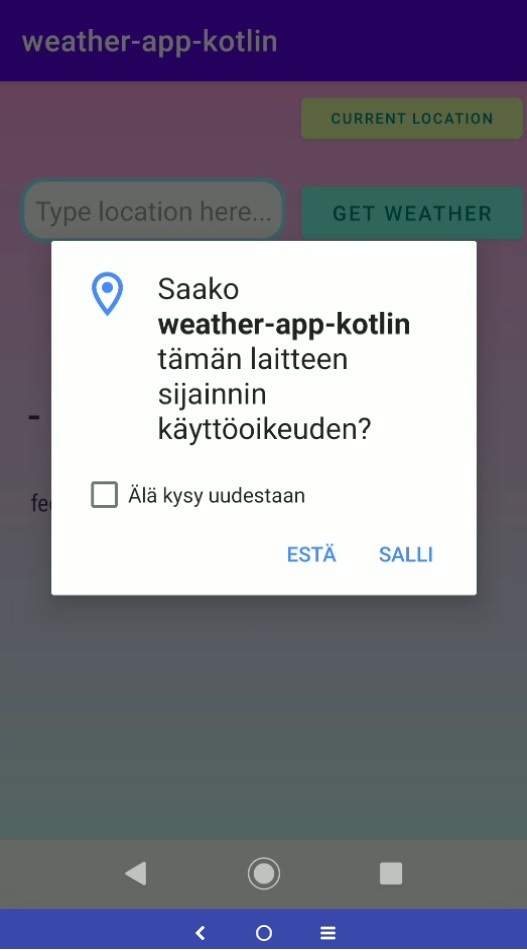 weather-app-kotlin
CURRENT LOCATION
Type location here...
GET WEATHER
Saako
weather-app-kotlin
tämän laitteen
sijainnin
käyttöoikeuden?
-
Älä kysy uudestaan
ESTÄ
SALLI